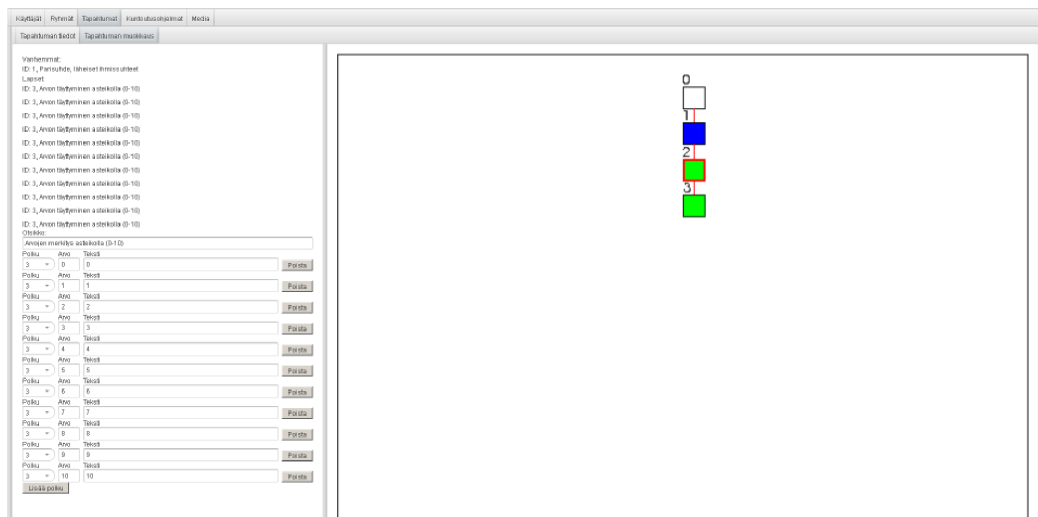 Käyttäjät Ryhmät Tapahtumat Kuntoutusohjelmat Media
Tapahtuman tiedot Tapahtuman muokkaus
Vanhemmat:
ID: 1, Parisuhde, läheiset ihmissuhteet
Lapset:
ID: 3, Arvon täyttyminen asteikolla (0-10)
ID: 3, Arvon täyttyminen asteikolla (0-10)
ID: 3, Arvon täyttyminen asteikolla (0-10)
ID: 3, Arvon täyttyminen asteikolla (0-10)
ID: 3, Arvon täyttyminen asteikolla (0-10)
ID: 3, Arvon täyttyminen asteikolla (0-10)
ID: 3, Arvon täyttyminen asteikolla (0-10)
ID: 3, Arvon täyttyminen asteikolla (0-10)
ID: 3, Arvon täyttyminen asteikolla (0-10)
ID: 3, Arvon täyttyminen asteikolla (0-10)
ID: 3, Arvon täyttyminen asteikolla (0-10)
Otsikko:
Arvojen merkitys asteikolla (0-10)
Polku Arvo Teksti
3 0 0 Poista
Polku Arvo Teksti
3 1 1 Poista
Polku Arvo Teksti
3 2 2 Poista
Polku Arvo Teksti
3 3 3 Poista
Polku Arvo Teksti
3 4 4 Poista
Polku Arvo Teksti
3 5 5 Poista
Polku Arvo Teksti
3 6 6 Poista
Polku Arvo Teksti
3 7 7 Poista
Polku Arvo Teksti
3 8 8 Poista
Polku Arvo Teksti
3 9 9 Poista
Polku Arvo Teksti
3 10 10 Poista
Lisää polku
0
1
2
3